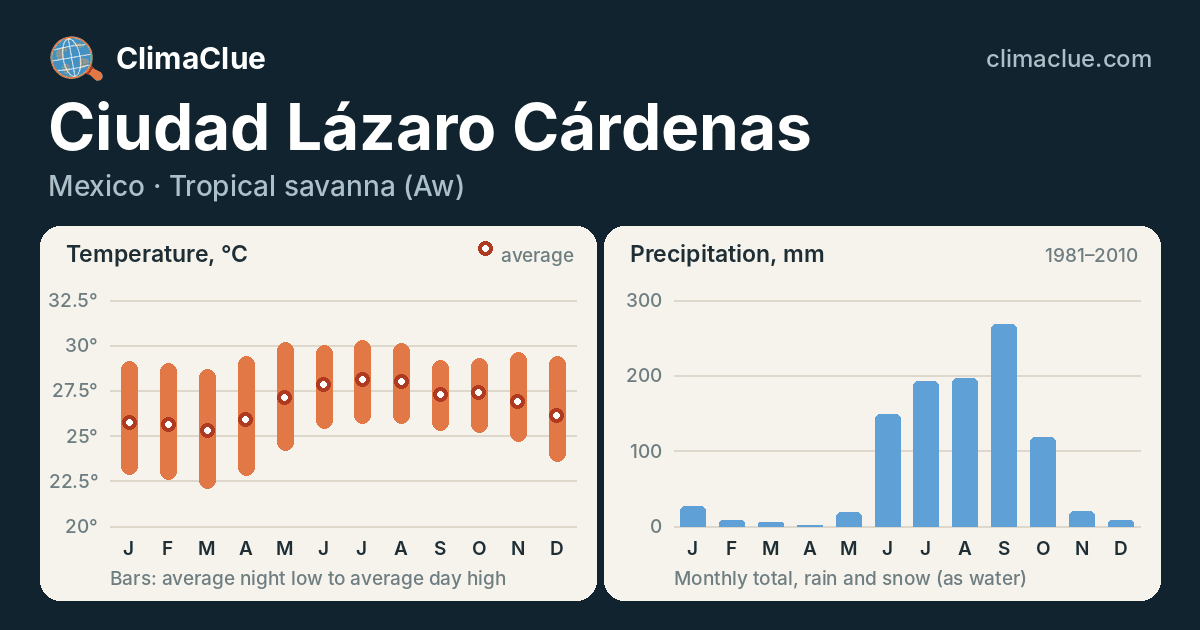 ClimaClue
climaclue.com
Ciudad Lázaro Cárdenas
Mexico · Tropical savanna (Aw)
Temperature, °C
average
32.5°
30°
27.5°
25°
22.5°
20°
J F M A M J J A S O N D
Bars: average night low to average day high
Precipitation, mm
1981–2010
300
200
100
0
J F M A M J J A S O N D
Monthly total, rain and snow (as water)